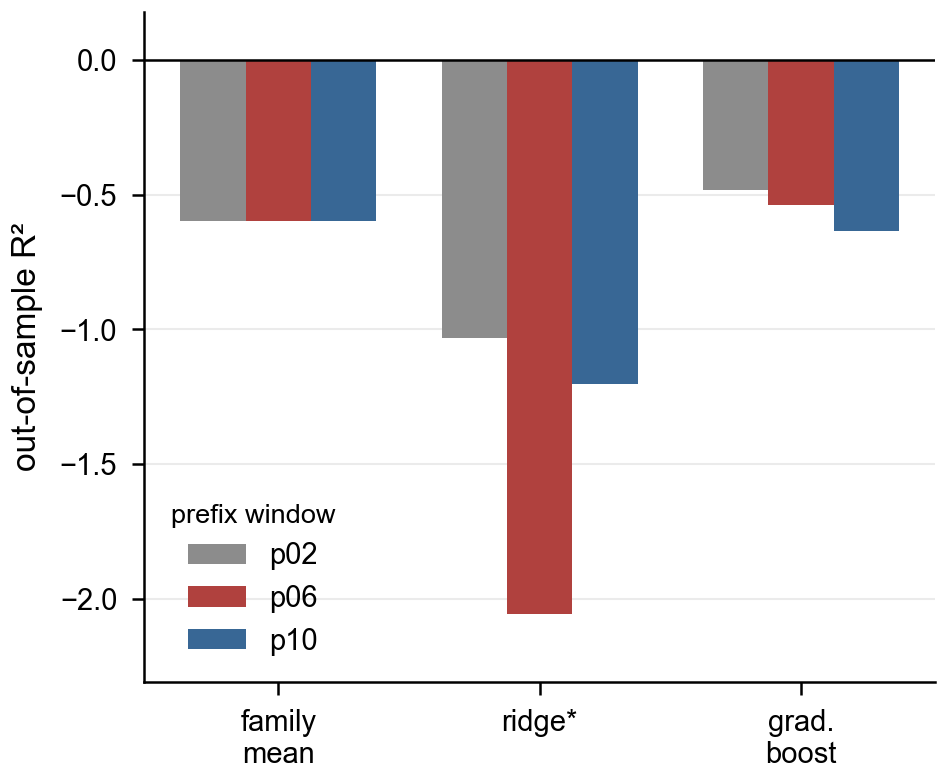 0.0
−0.5
−1.0
−1.5
−2.0
out-of-sample R²
prefix window
p02
p06
p10
family
mean
ridge*
grad.
boost